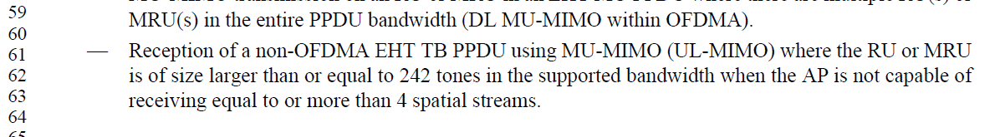 59
MRU(s) in the entire PPDU bandwidth (DL MU-MIMO within OFDMA).
60
61 — Reception of a non-OFDMA EHT TB PPDU using MU-MIMO (UL-MIMO) where the RU or MRU
62 is of size larger than or equal to 242 tones in the supported bandwidth when the AP is not capable of
63 receiving equal to or more than 4 spatial streams.
64